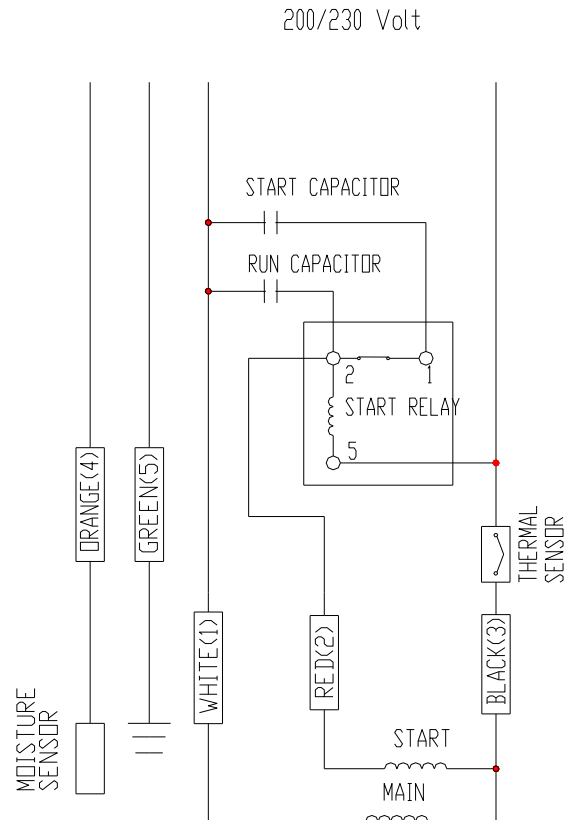 200/230 Volt
START CAPACITOR
RUN CAPACITOR
2
1
START RELAY
5
ORANGE(4)
GREEN(5)
THERMAL
SENSOR
WHITE(1)
RED(2)
BLACK(3)
MOISTURE
SENSOR
START
MAIN